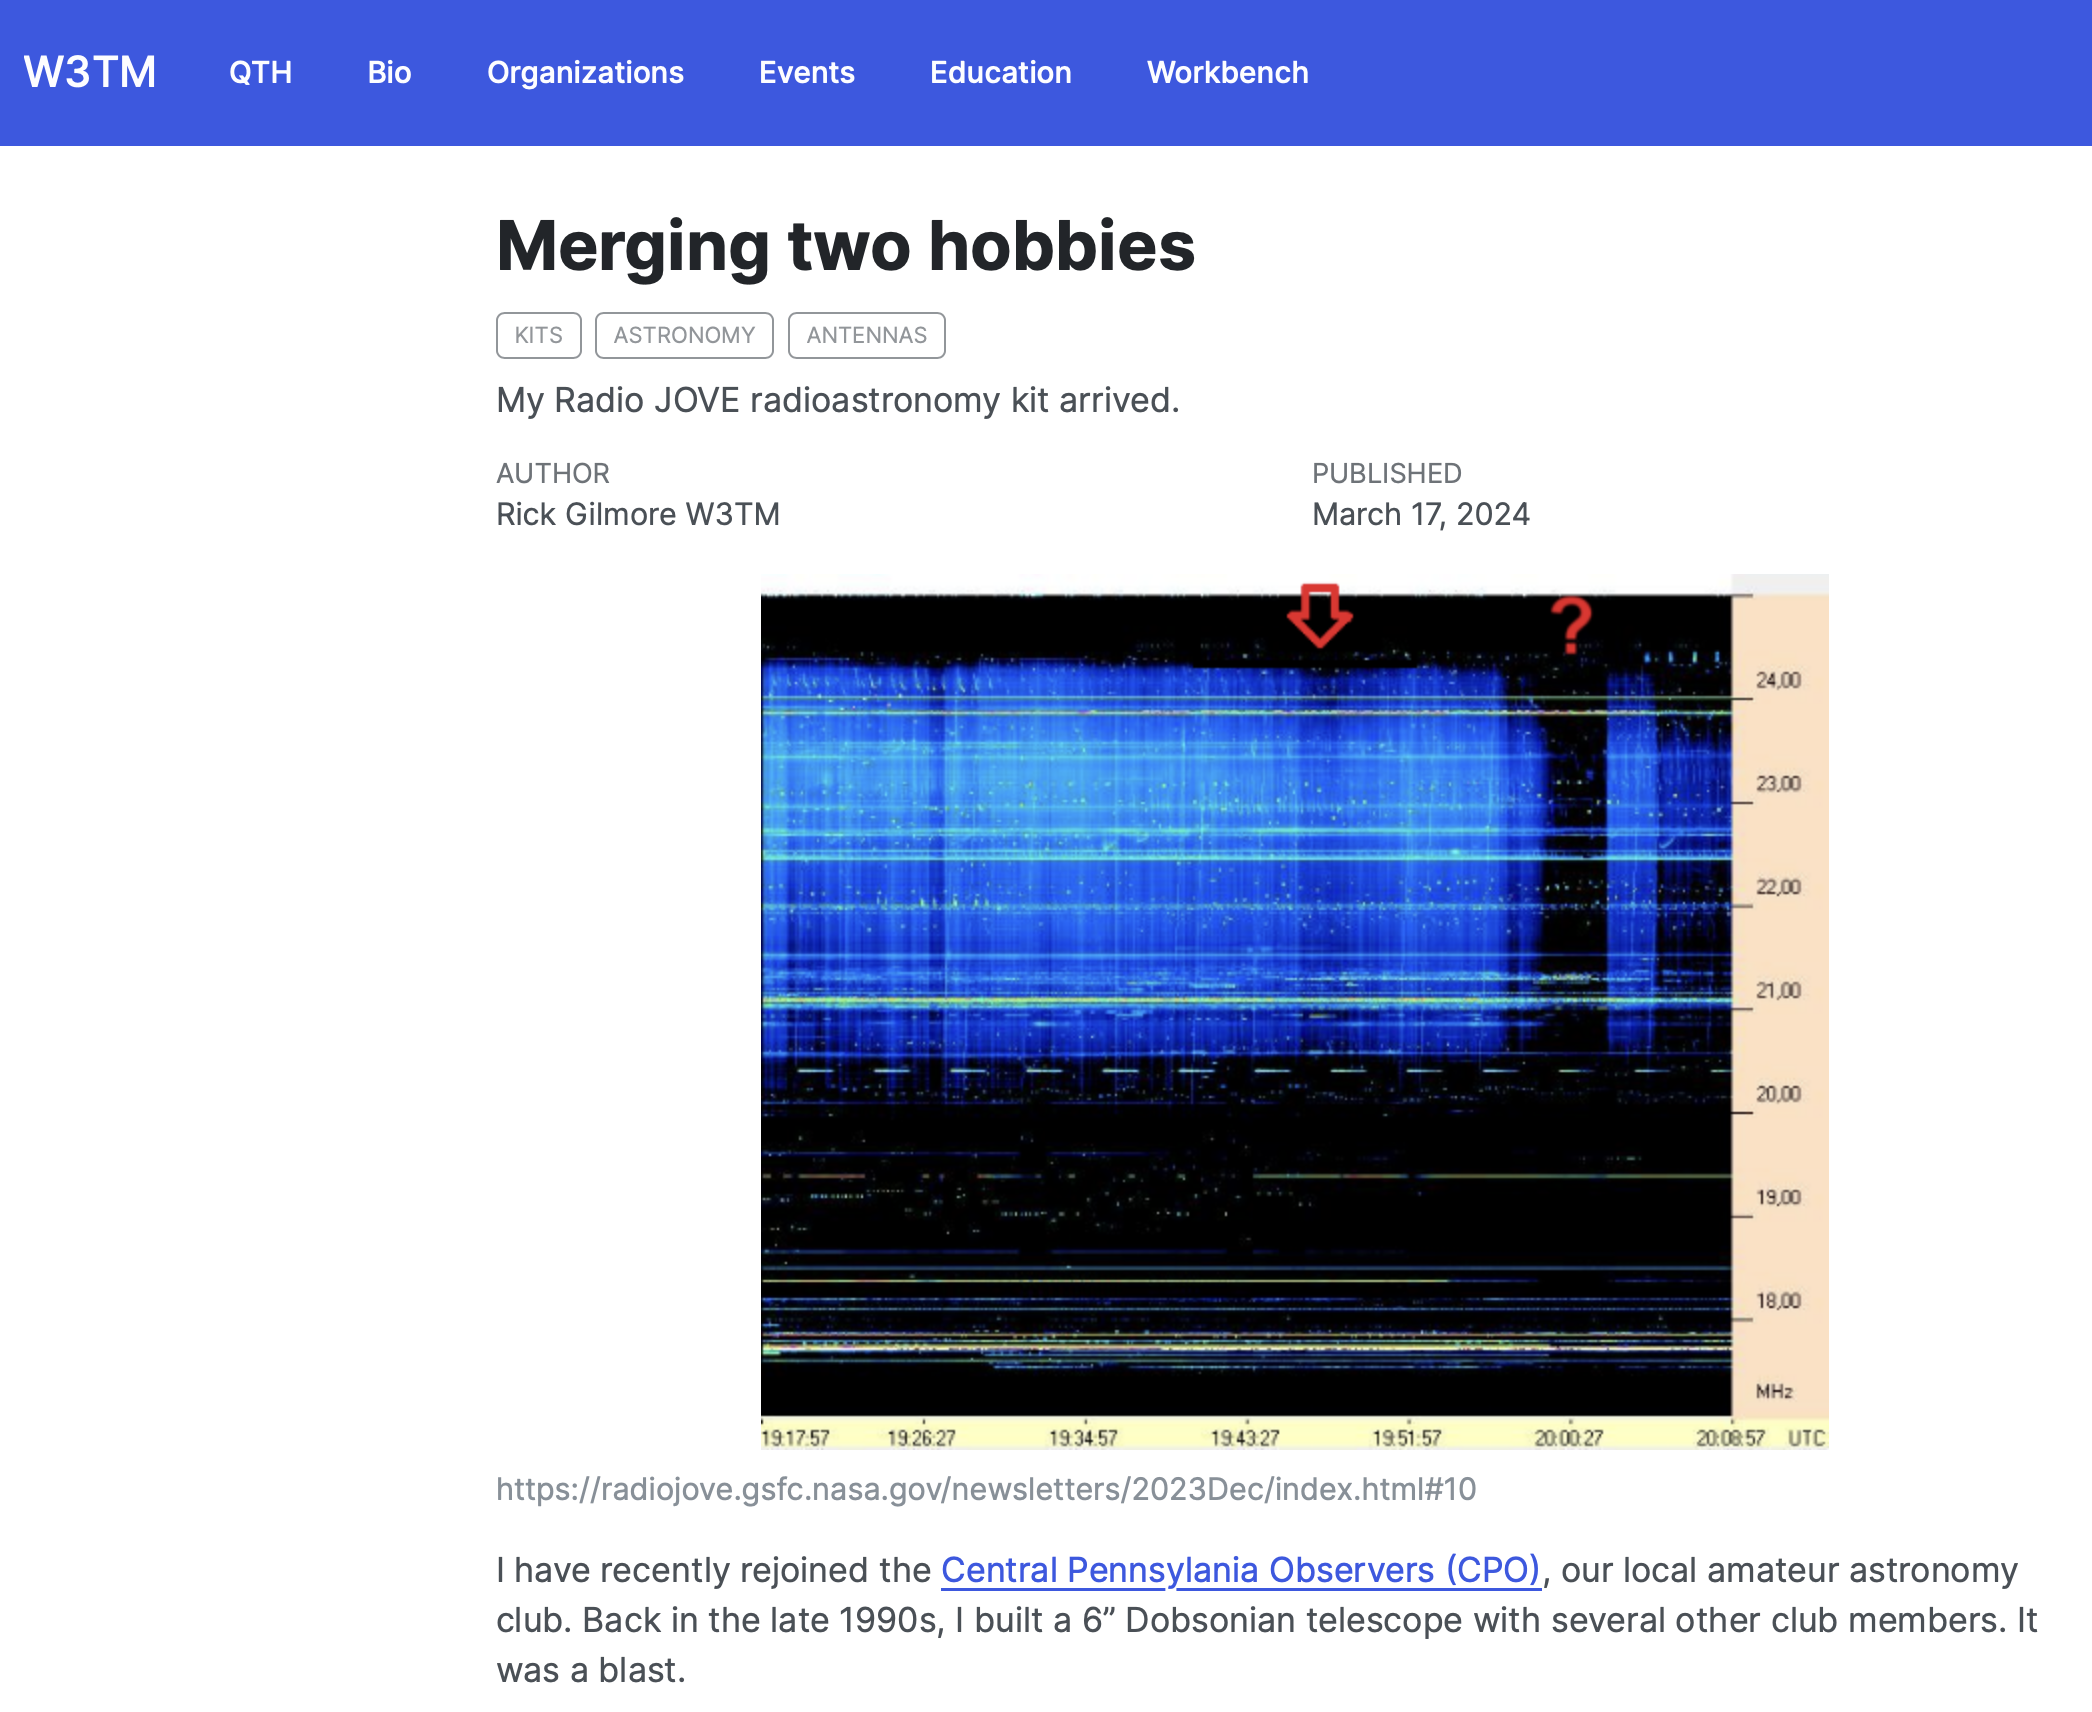 W3TM QTH Bio Organizations Events Education Workbench
Merging two hobbies
KITS ASTRONOMY ANTENNAS
My Radio JOVE radioastronomy kit arrived.
AUTHOR PUBLISHED
Rick Gilmore W3TM March 17, 2024
?
24,00
23,00
22,00
21,00
20,00
19,00
18,00
MHz
19:17:57 19:26:27 19:34:57 19:43:27 19:51:57 20:00:27 20:08:57 UTC
https://radiojove.gsfc.nasa.gov/newsletters/2023Dec/index.html#10
I have recently rejoined the Central Pennsylania Observers (CPO), our local amateur astronomy
club. Back in the late 1990s, I built a 6” Dobsonian telescope with several other club members. It
was a blast.